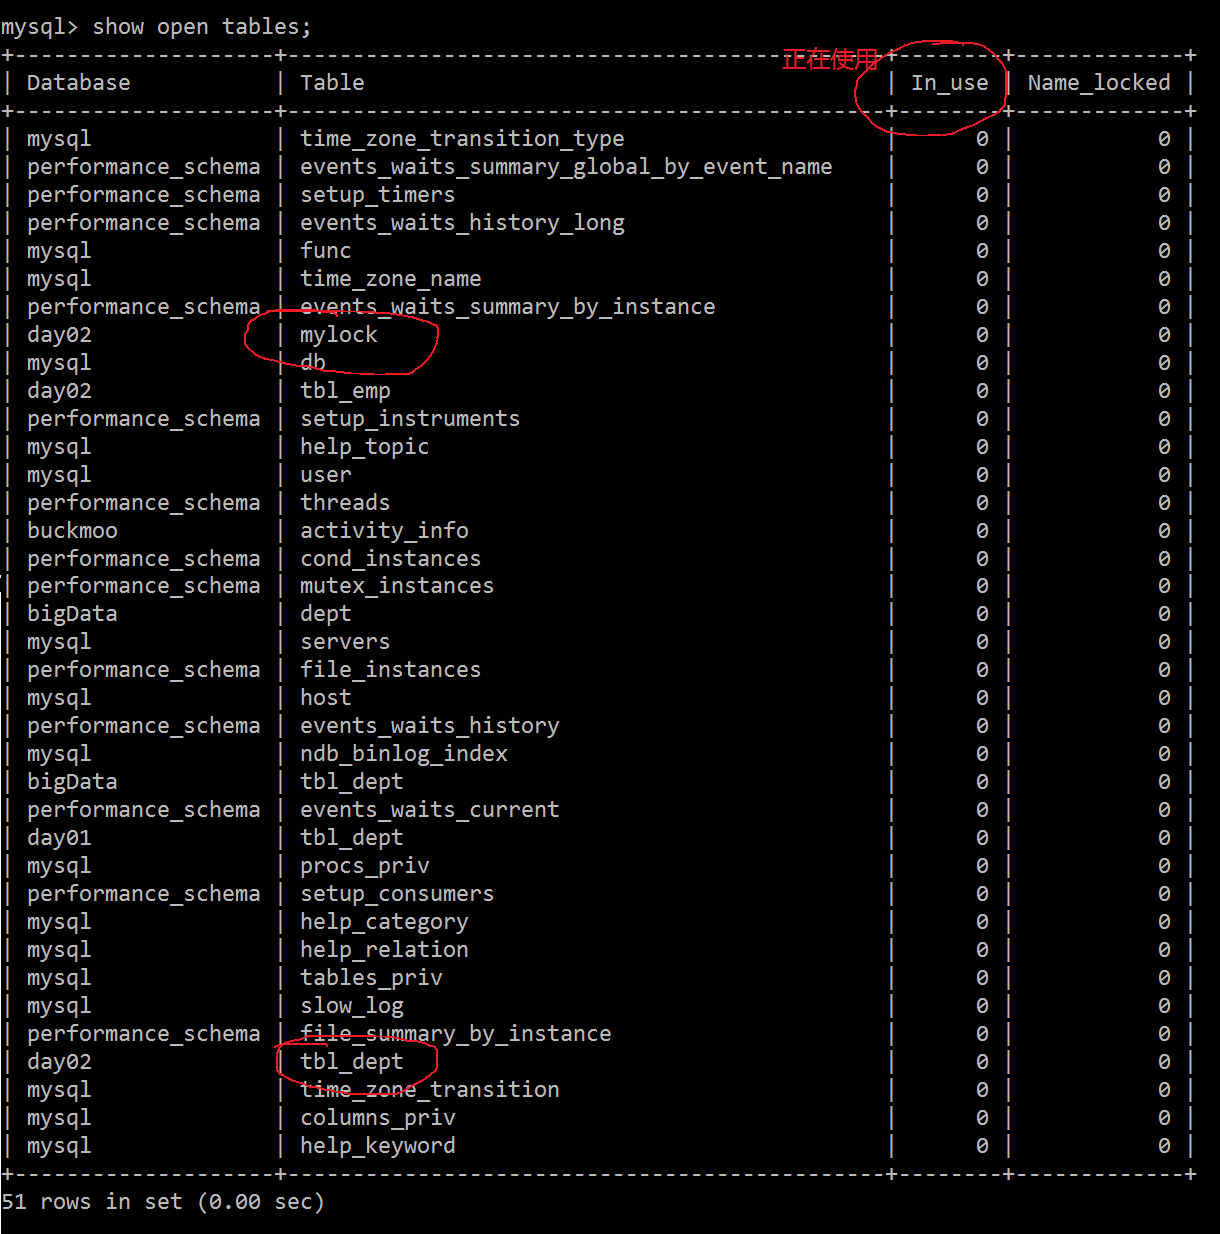 mysql> show open tables;
+--------------------+----------------------------------------------+--------+-------------+
正在使用
| Database           | Table                                        | In_use | Name_locked |
+--------------------+----------------------------------------------+--------+-------------+
| mysql              | time_zone_transition_type                    |      0 |           0 |
| performance_schema | events_waits_summary_global_by_event_name    |      0 |           0 |
| performance_schema | setup_timers                                 |      0 |           0 |
| performance_schema | events_waits_history_long                    |      0 |           0 |
| mysql              | func                                         |      0 |           0 |
| mysql              | time_zone_name                               |      0 |           0 |
| performance_schema | events_waits_summary_by_instance             |      0 |           0 |
| day02              | mylock                                       |      0 |           0 |
| mysql              | db                                           |      0 |           0 |
| day02              | tbl_emp                                      |      0 |           0 |
| performance_schema | setup_instruments                            |      0 |           0 |
| mysql              | help_topic                                   |      0 |           0 |
| mysql              | user                                         |      0 |           0 |
| performance_schema | threads                                      |      0 |           0 |
| buckmoo            | activity_info                                |      0 |           0 |
| performance_schema | cond_instances                               |      0 |           0 |
| performance_schema | mutex_instances                              |      0 |           0 |
| bigData            | dept                                         |      0 |           0 |
| mysql              | servers                                      |      0 |           0 |
| performance_schema | file_instances                               |      0 |           0 |
| mysql              | host                                         |      0 |           0 |
| performance_schema | events_waits_history                         |      0 |           0 |
| mysql              | ndb_binlog_index                             |      0 |           0 |
| bigData            | tbl_dept                                     |      0 |           0 |
| performance_schema | events_waits_current                         |      0 |           0 |
| day01              | tbl_dept                                     |      0 |           0 |
| mysql              | procs_priv                                   |      0 |           0 |
| performance_schema | setup_consumers                              |      0 |           0 |
| mysql              | help_category                                |      0 |           0 |
| mysql              | help_relation                                |      0 |           0 |
| mysql              | tables_priv                                  |      0 |           0 |
| mysql              | slow_log                                     |      0 |           0 |
| performance_schema | file_summary_by_instance                     |      0 |           0 |
| day02              | tbl_dept                                     |      0 |           0 |
| mysql              | time_zone_transition                         |      0 |           0 |
| mysql              | columns_priv                                 |      0 |           0 |
| mysql              | help_keyword                                 |      0 |           0 |
+--------------------+----------------------------------------------+--------+-------------+
51 rows in set (0.00 sec)